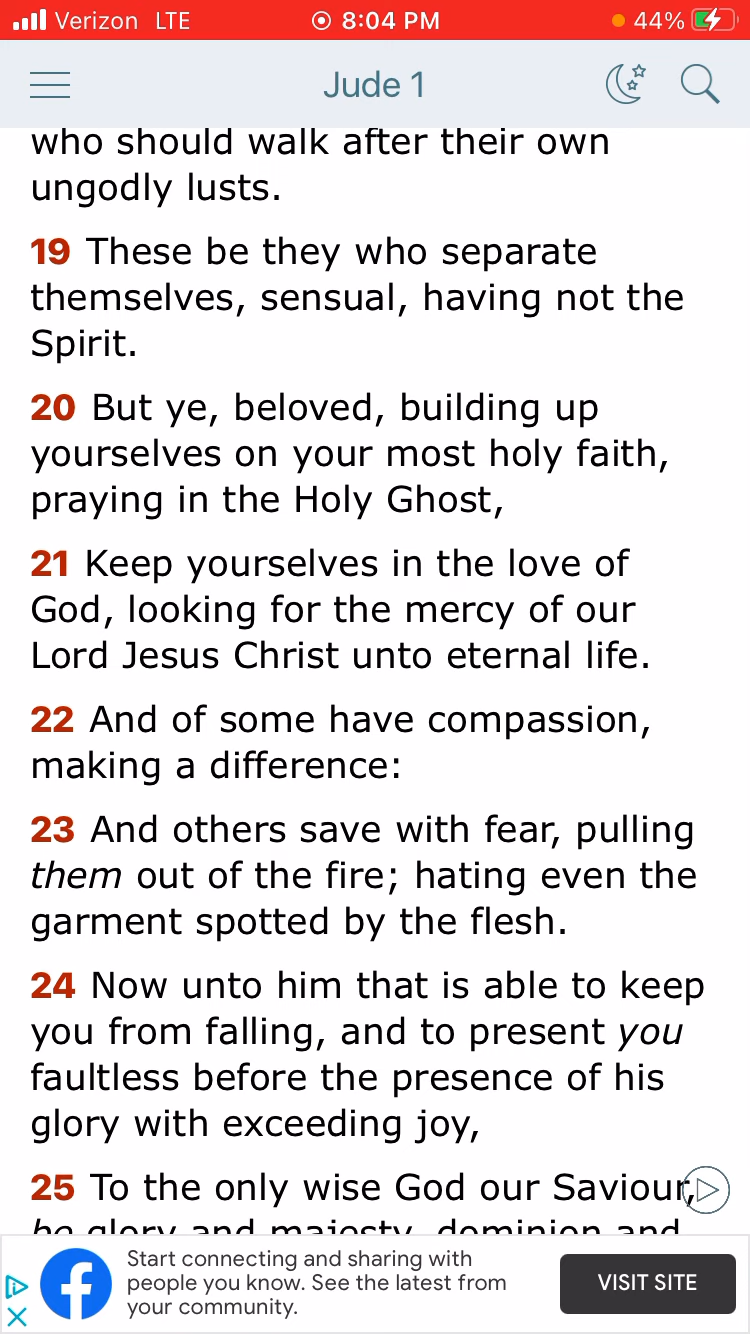 Verizon LTE 8:04 PM 44%
Jude 1
who should walk after their own
ungodly lusts.
19 These be they who separate
themselves, sensual, having not the
Spirit.
20 But ye, beloved, building up
yourselves on your most holy faith,
praying in the Holy Ghost,
21 Keep yourselves in the love of
God, looking for the mercy of our
Lord Jesus Christ unto eternal life.
22 And of some have compassion,
making a difference:
23 And others save with fear, pulling
them out of the fire; hating even the
garment spotted by the flesh.
24 Now unto him that is able to keep
you from falling, and to present you
faultless before the presence of his
glory with exceeding joy,
25 To the only wise God our Saviour,
be glory and majesty, dominion and
Start connecting and sharing with
people you know. See the latest from
your community.
VISIT SITE